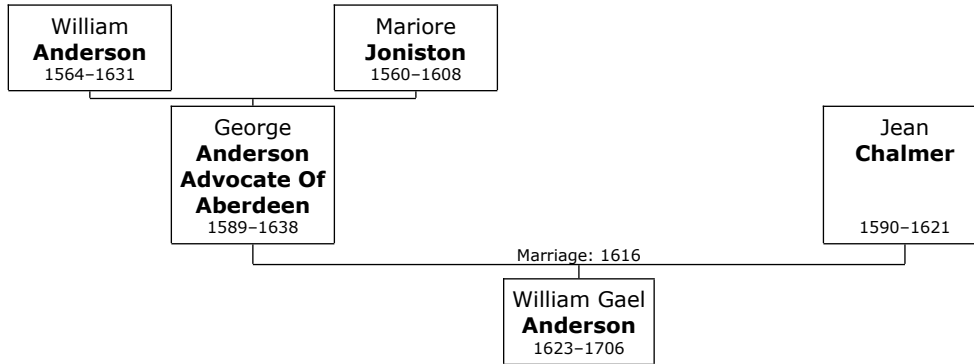 William
Anderson
1564–1631
Mariore
Joniston
1560–1608
George
Anderson
Advocate Of
Aberdeen
1589–1638
Jean
Chalmer
1590–1621
Marriage: 1616
William Gael
Anderson
1623–1706